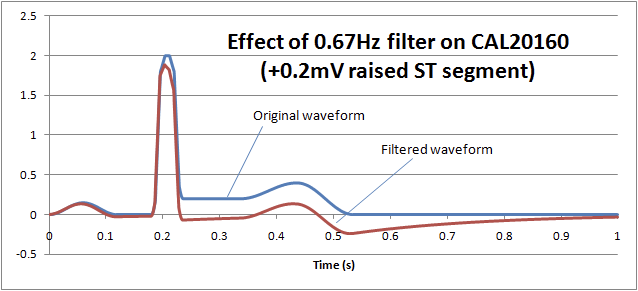 Effect of 0.67Hz filter on CAL20160
(+0.2mV raised ST segment)
2.5
2
1.5
1
0.5
0
-0.5
Original waveform
Filtered waveform
0 0.1 0.2 0.3 0.4 0.5 0.6 0.7 0.8 0.9 1
Time (s)